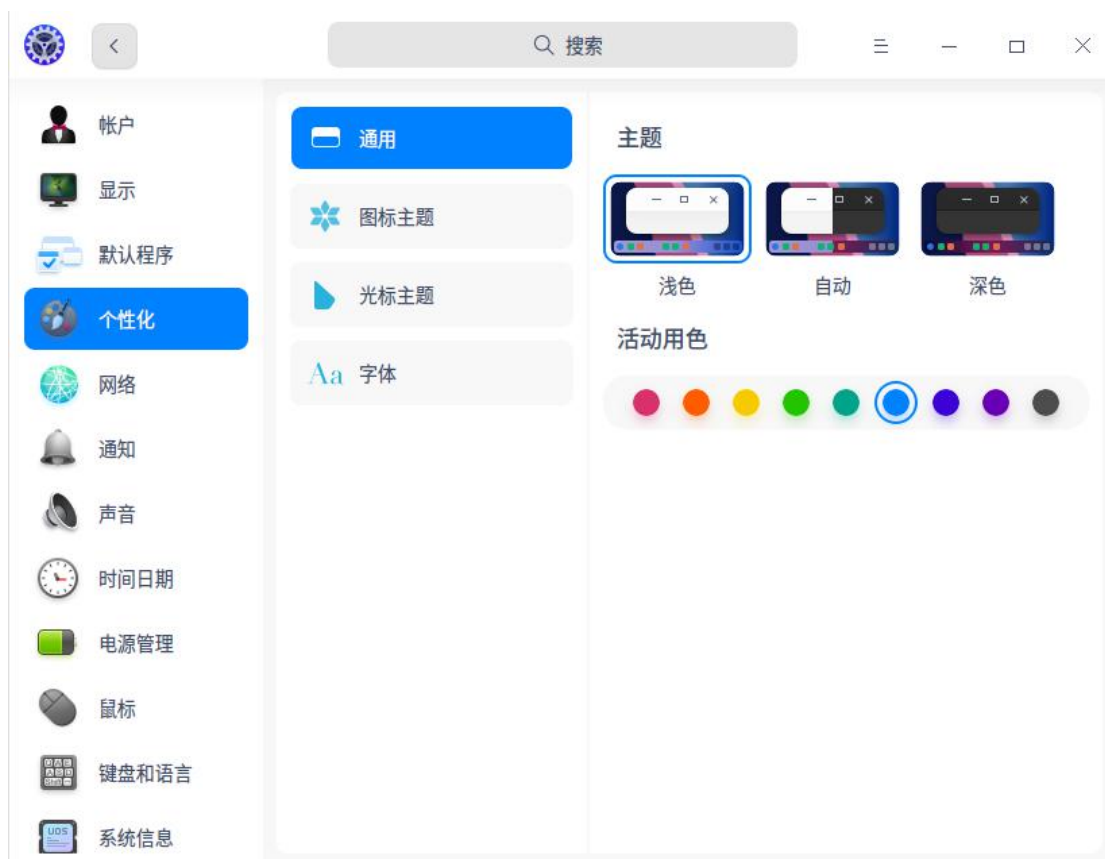 搜索
帐户
显示
默认程序
个性化
网络
通知
声音
时间日期
电源管理
鼠标
键盘和语言
UOS
系统信息
通用
图标主题
光标主题
Aa 字体
主题
浅色
自动
深色
活动用色